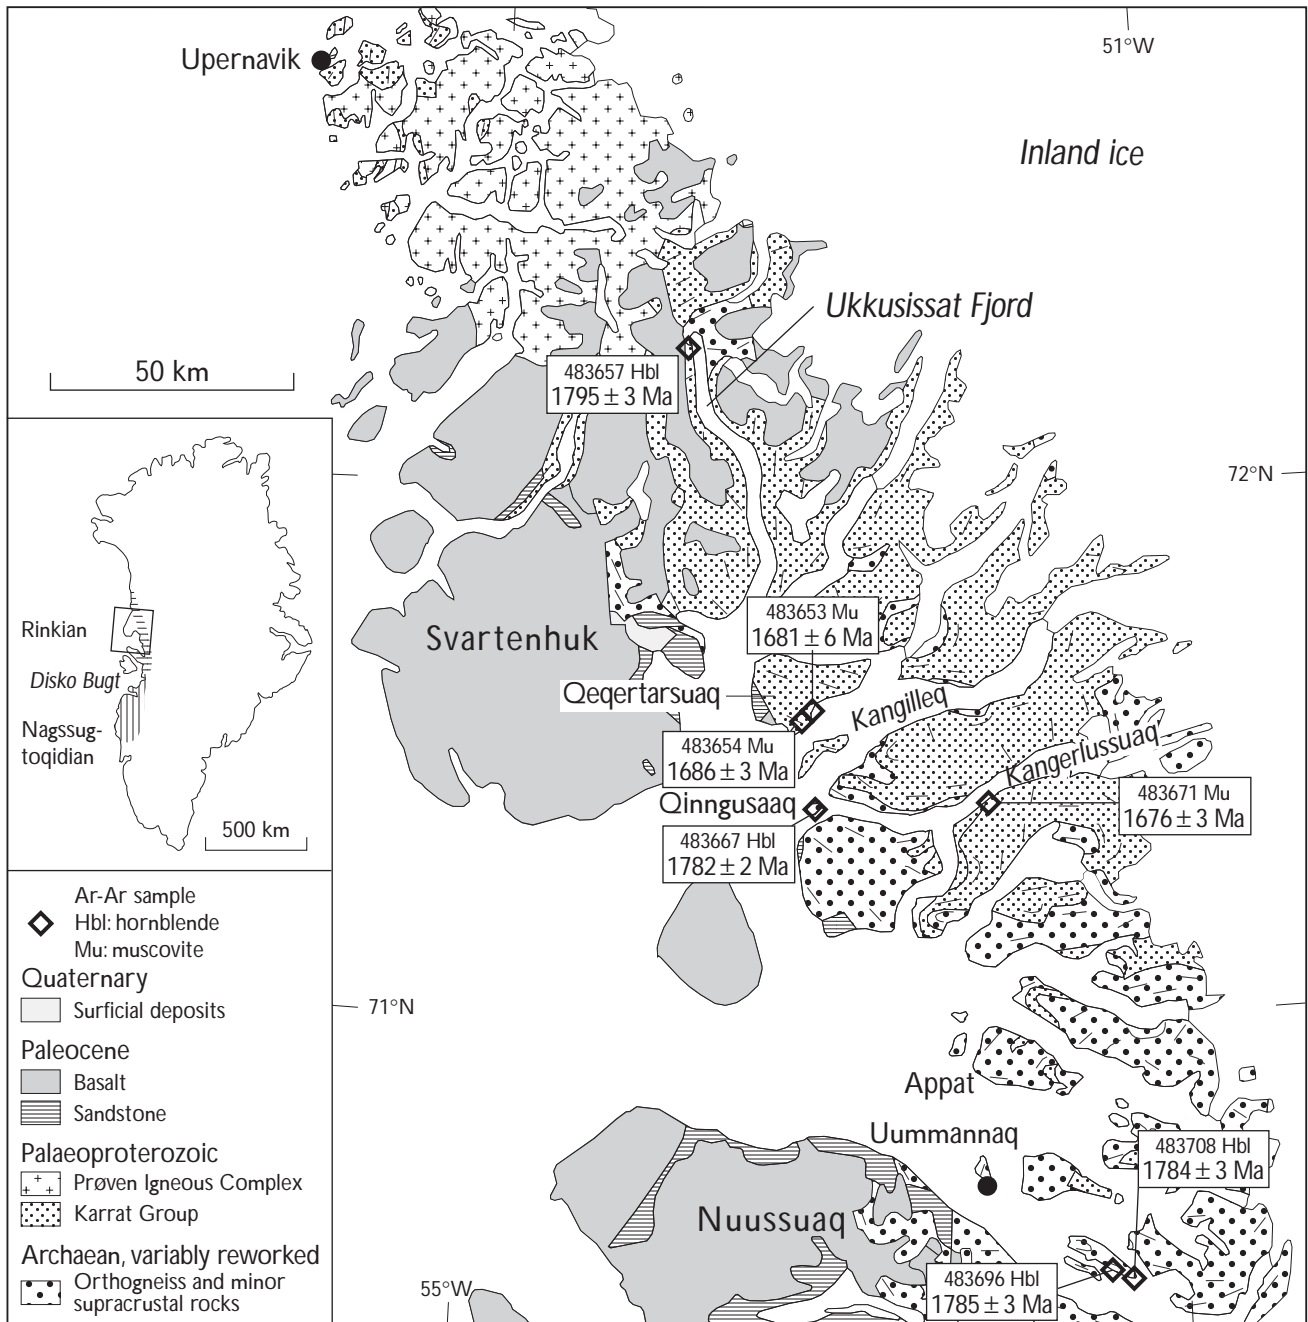 Upernavik
51°W
Inland ice
Ukkusissat Fjord
50 km
483657 Hbl
1795 ± 3 Ma
72°N
Rinkian
Disko Bugt
Nagssug-
toqidian
500 km
Svartenhuk
483653 Mu
1681 ± 6 Ma
Qeqertarsuaq
Kangilleq
Kangerlussuaq
483654 Mu
1686 ± 3 Ma
Qinngusaaq
483671 Mu
1676 ± 3 Ma
483667 Hbl
1782 ± 2 Ma
Ar-Ar sample
Hbl: hornblende
Mu: muscovite
Quaternary
Surficial deposits
Paleocene
Basalt
Sandstone
Palaeoproterozoic
Prøven Igneous Complex
Karrat Group
Archaean, variably reworked
Orthogneiss and minor
supracrustal rocks
71°N
Appat
Uummannaq
483708 Hbl
1784 ± 3 Ma
Nuussuaq
483696 Hbl
1785 ± 3 Ma
55°W